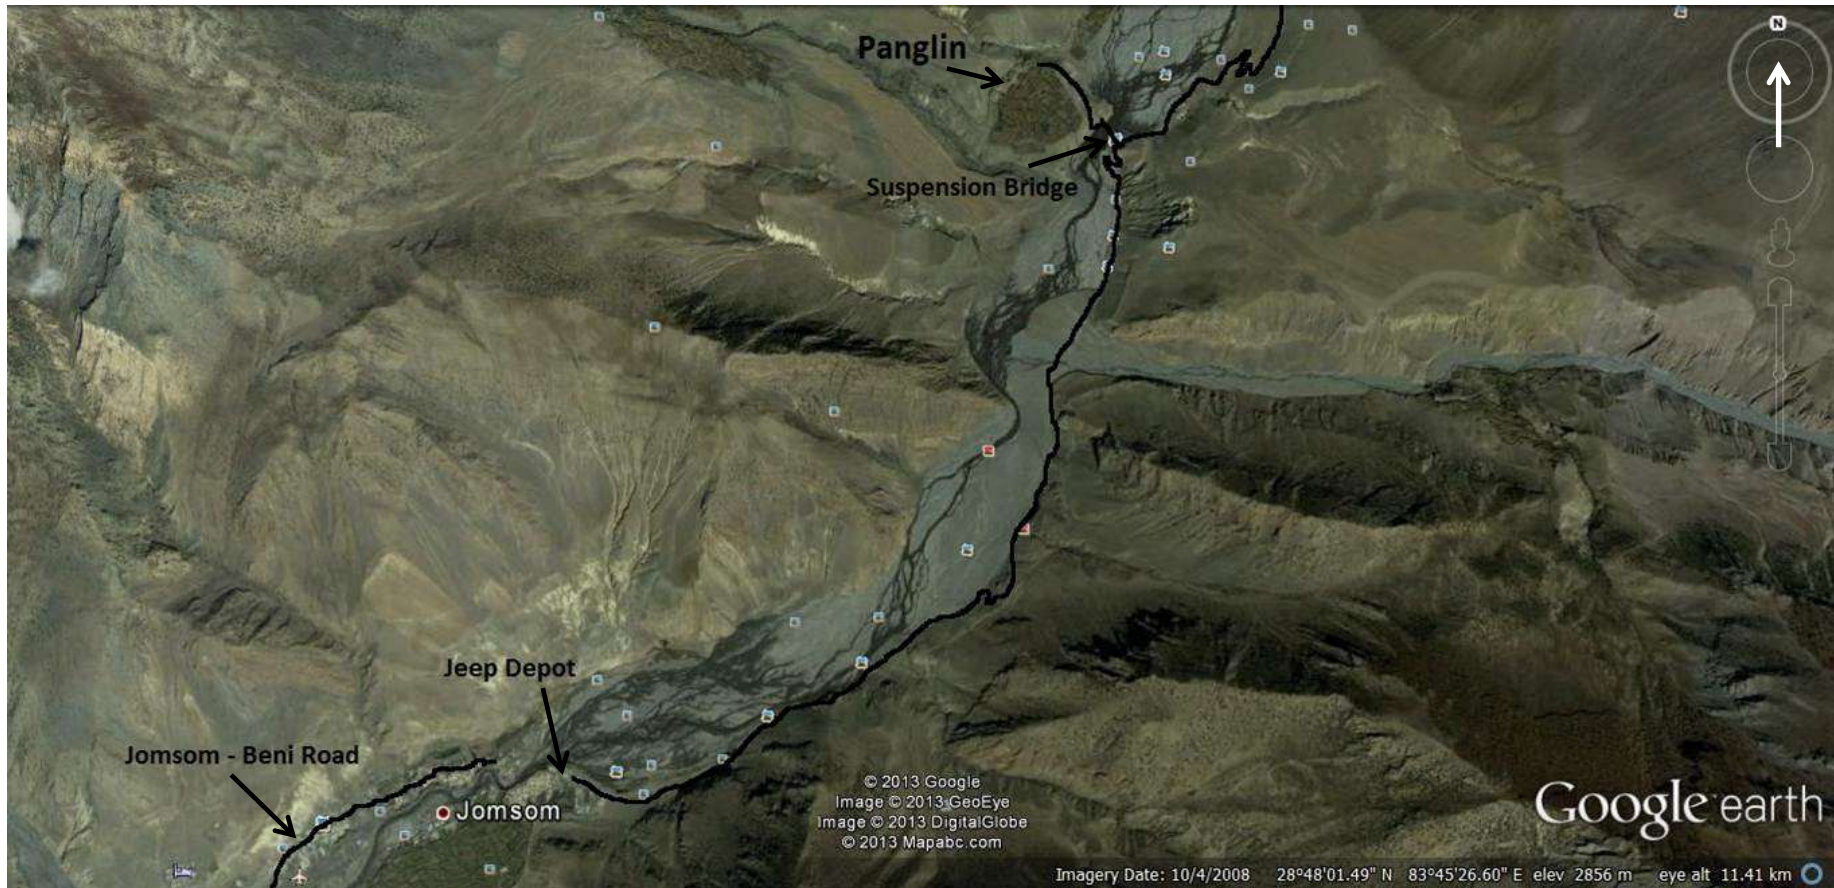 N
Panglin
Suspension Bridge
Jeep Depot
Jomsom - Beni Road
Jomsom
© 2013 Google
Image © 2013 GeoEye
Image © 2013 DigitalGlobe
© 2013 Mapabc.com
Google earth
Imagery Date: 10/4/2008 28°48'01.49" N 83°45'26.60" E elev 2856 m eye alt 11.41 km